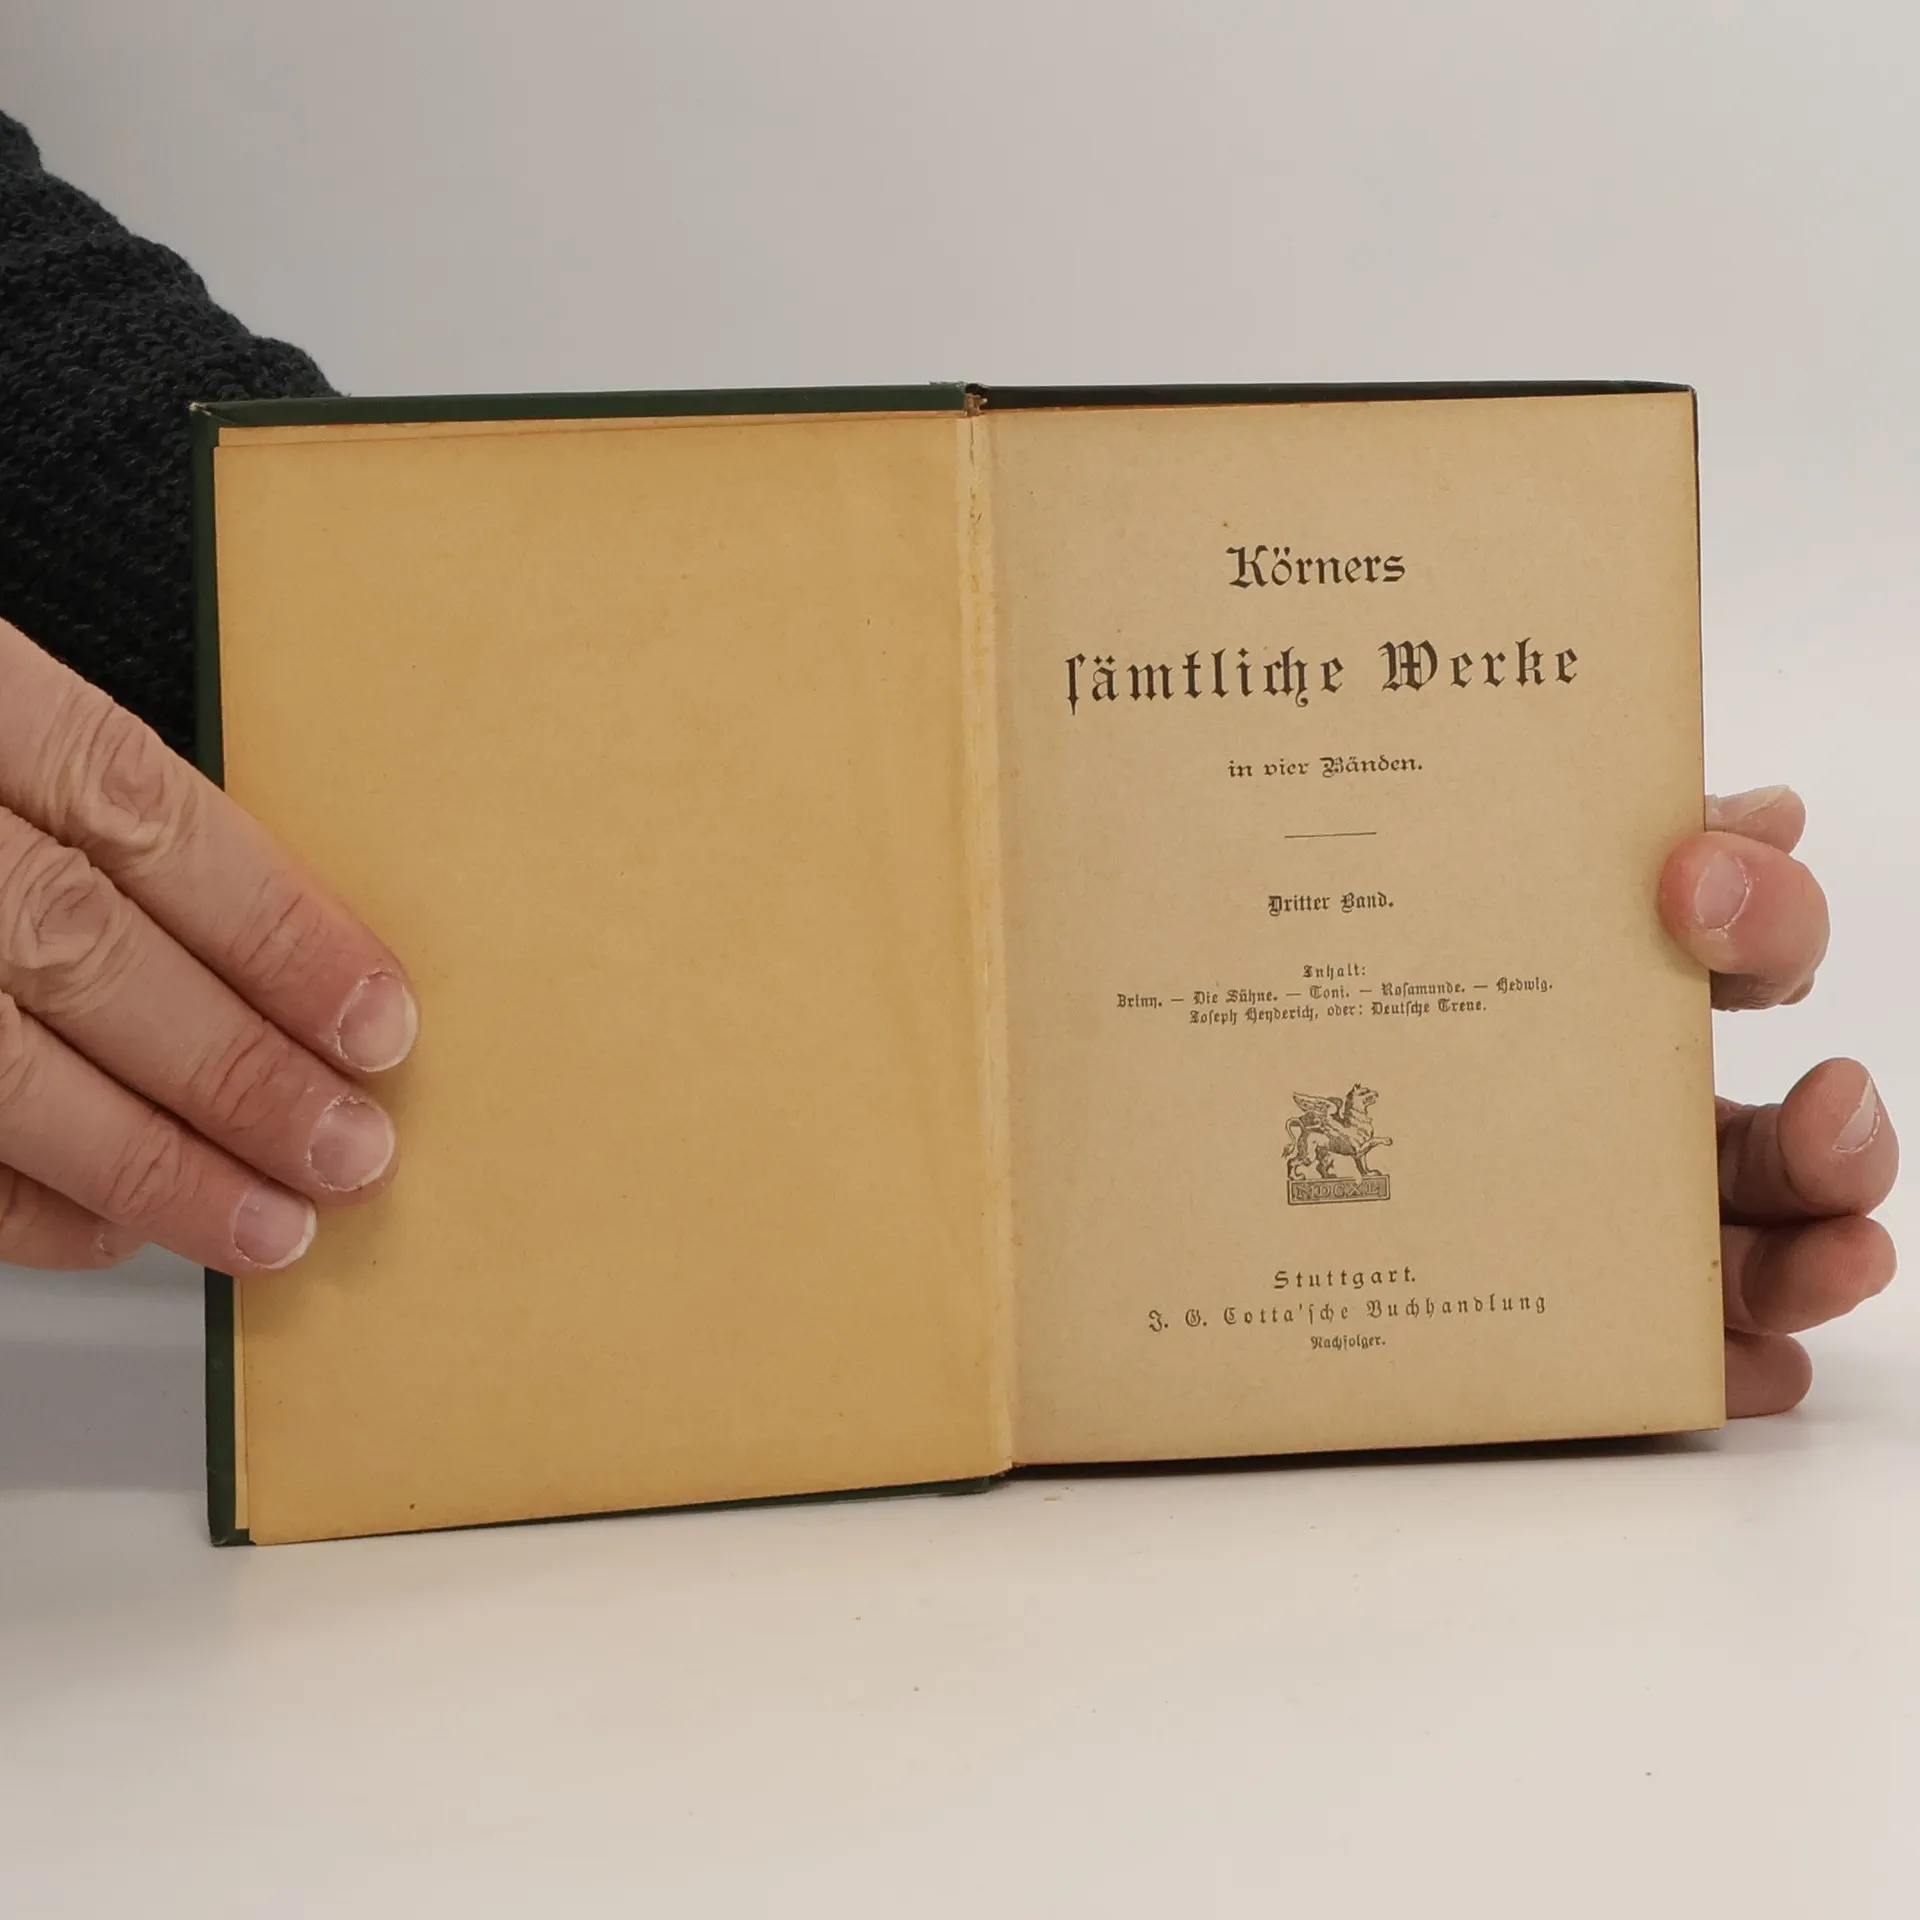 Körners
ſämtliche Werke
in vier Bänden.
Dritter Band.
Inhalt:
Zriny. — Die Sühne. — Toni. — Roſamunde. — Hedwig.
Joſeph Heyderich, oder: Deutſche Treue.
MDCXL
Stuttgart.
J. G. Cotta'ſche Buchhandlung
Nachfolger.